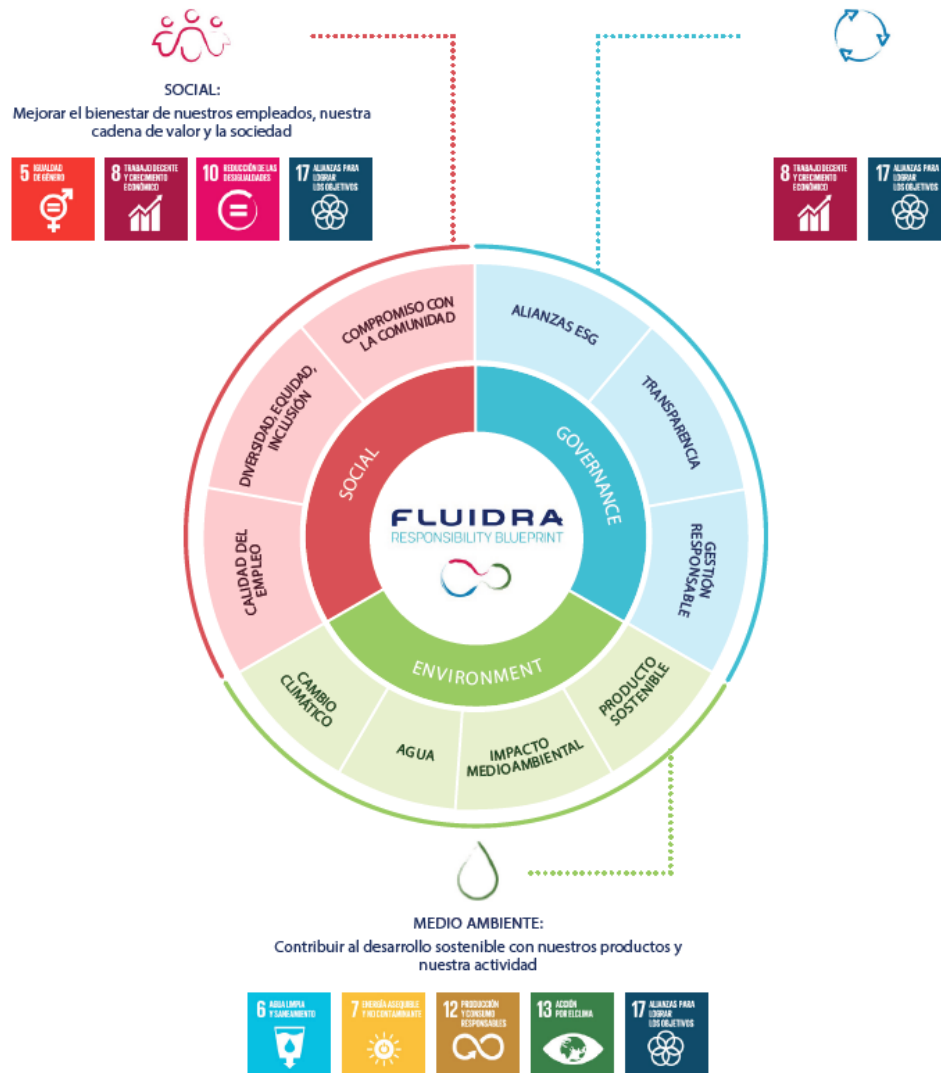 SOCIAL:
Mejorar el bienestar de nuestros empleados, nuestra
cadena de valor y la sociedad
5 IGUALDAD
DE GÉNERO
8 TRABAJO DECENTE
Y CRECIMIENTO
ECONÓMICO
10 REDUCCIÓN DE LAS
DESIGUALDADES
17 ALIANZAS PARA
LOGRAR
LOS OBJETIVOS
8 TRABAJO DECENTE
Y CRECIMIENTO
ECONÓMICO
17 ALIANZAS PARA
LOGRAR
LOS OBJETIVOS
COMPROMISO CON
LA COMUNIDAD
ALIANZAS ESG
DIVERSIDAD, EQUIDAD,
INCLUSIÓN
TRANSPARENCIA
SOCIAL
GOVERNANCE
FLUIDRA
RESPONSIBILITY BLUEPRINT
CALIDAD DEL
EMPLEO
GESTIÓN
RESPONSABLE
ENVIRONMENT
CAMBIO
CLIMÁTICO
AGUA
IMPACTO
MEDIOAMBIENTAL
PRODUCTO
SOSTENIBLE
MEDIO AMBIENTE:
Contribuir al desarrollo sostenible con nuestros productos y
nuestra actividad
6 AGUA LIMPIA
Y SANEAMIENTO
7 ENERGÍA ASEQUIBLE
Y NO CONTAMINANTE
12 PRODUCCIÓN
Y CONSUMO
RESPONSABLES
13 ACCIÓN
POR EL CLIMA
17 ALIANZAS PARA
LOGRAR
LOS OBJETIVOS